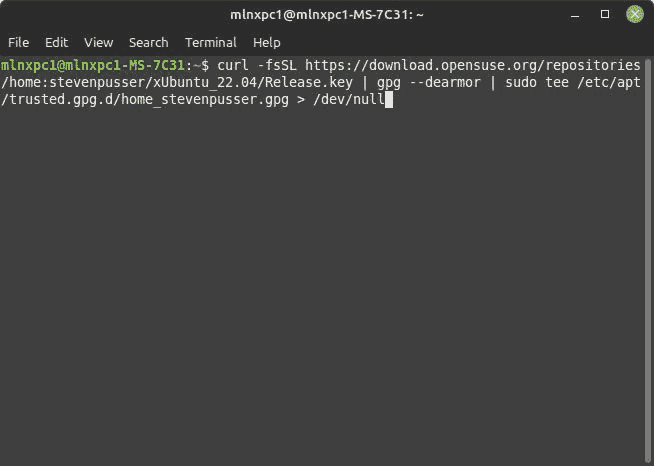 mlnxpc1@mlnxpc1-MS-7C31: ~
File Edit View Search Terminal Help
mlnxpc1@mlnxpc1-MS-7C31:~$ curl -fsSL https://download.opensuse.org/repositories
/home:stevenpusser/xUbuntu_22.04/Release.key | gpg --dearmor | sudo tee /etc/apt
/trusted.gpg.d/home_stevenpusser.gpg > /dev/null